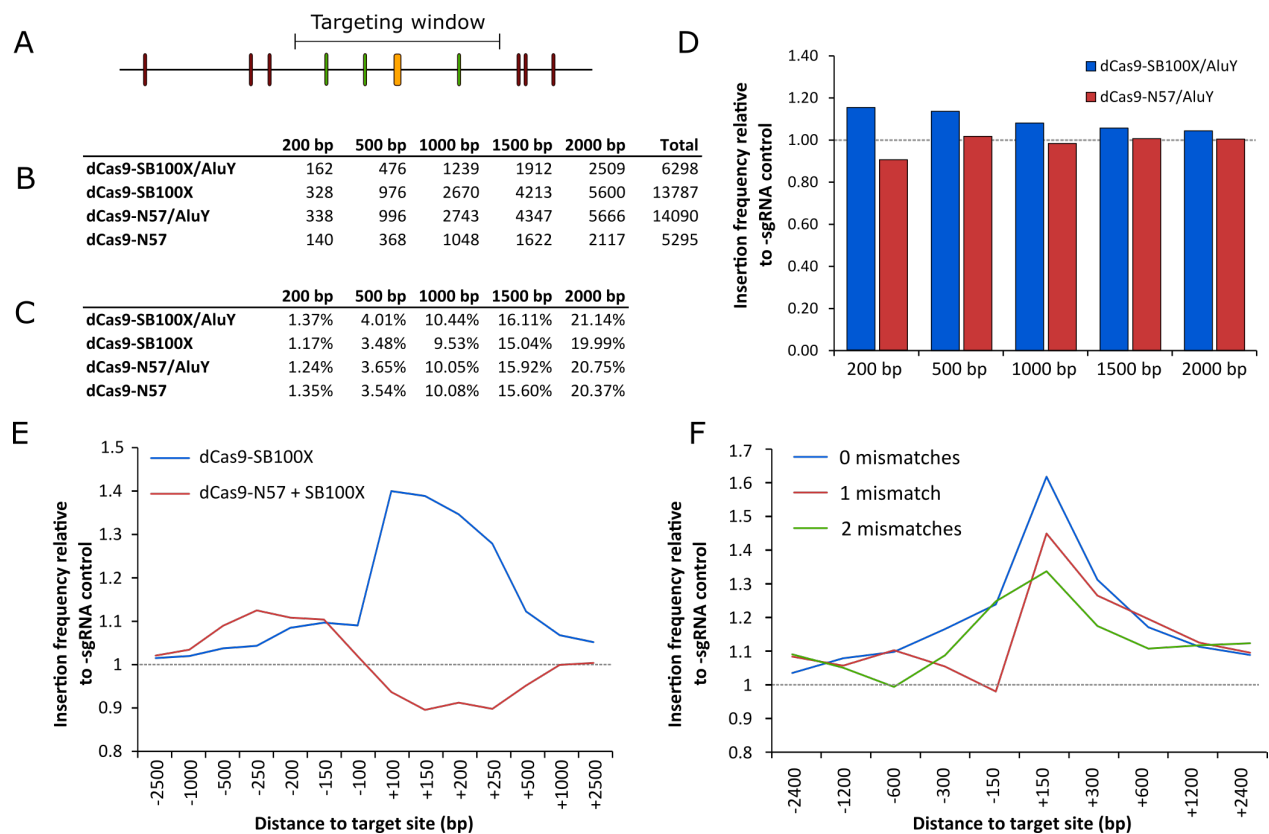 A
Targeting window
B
200 bp 500 bp 1000 bp 1500 bp 2000 bp Total
dCas9-SB100X/AluY 162 476 1239 1912 2509 6298
dCas9-SB100X 328 976 2670 4213 5600 13787
dCas9-N57/AluY 338 996 2743 4347 5666 14090
dCas9-N57 140 368 1048 1622 2117 5295
C
200 bp 500 bp 1000 bp 1500 bp 2000 bp
dCas9-SB100X/AluY 1.37% 4.01% 10.44% 16.11% 21.14%
dCas9-SB100X 1.17% 3.48% 9.53% 15.04% 19.99%
dCas9-N57/AluY 1.24% 3.65% 10.05% 15.92% 20.75%
dCas9-N57 1.35% 3.54% 10.08% 15.60% 20.37%
D
Insertion frequency relative
to -sgRNA control
1.40
1.20
1.00
0.80
0.60
0.40
0.20
0.00
dCas9-SB100X/AluY
dCas9-N57/AluY
200 bp 500 bp 1000 bp 1500 bp 2000 bp
E
Insertion frequency relative
to -sgRNA control
1.5
1.4
1.3
1.2
1.1
1
0.9
0.8
dCas9-SB100X
dCas9-N57 + SB100X
-2500 -1000 -500 -250 -200 -150 -100 +100 +150 +200 +250 +500 +1000 +2500
Distance to target site (bp)
F
Insertion frequency relative
to -sgRNA control
1.7
1.6
1.5
1.4
1.3
1.2
1.1
1
0.9
0.8
0 mismatches
1 mismatch
2 mismatches
-2400 -1200 -600 -300 -150 +150 +300 +600 +1200 +2400
Distance to target site (bp)